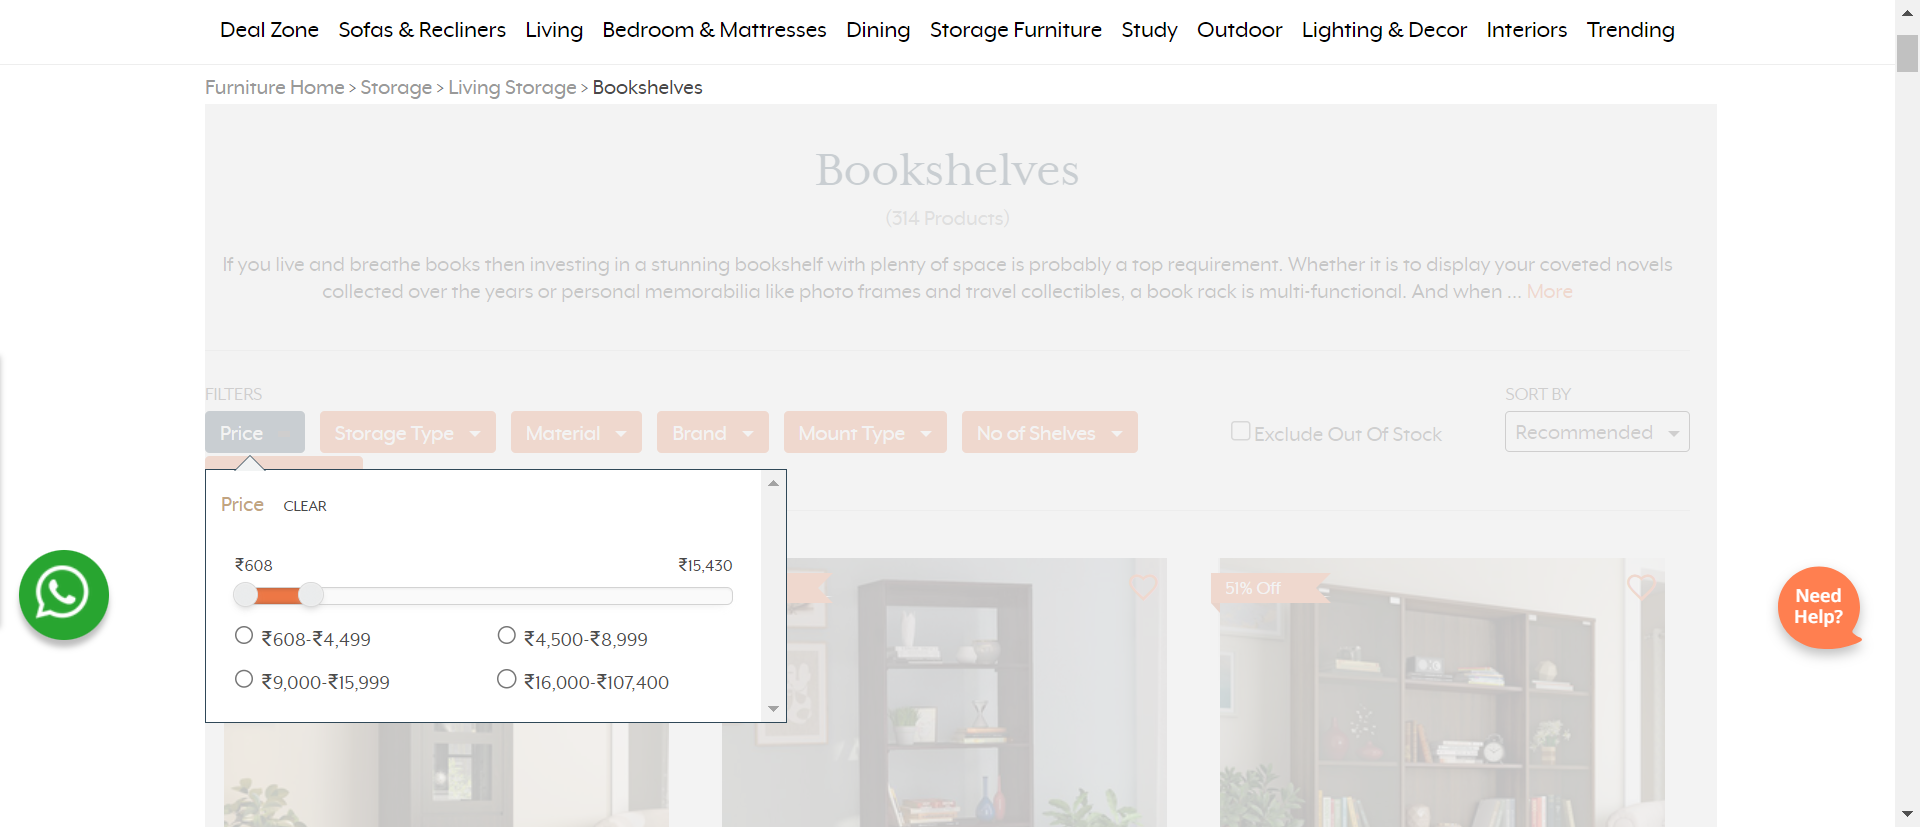 Deal Zone Sofas & Recliners Living Bedroom & Mattresses Dining Storage Furniture Study Outdoor Lighting & Decor Interiors Trending
Furniture Home > Storage > Living Storage > Bookshelves
Bookshelves
(314 Products)
If you live and breathe books then investing in a stunning bookshelf with plenty of space is probably a top requirement. Whether it is to display your coveted novels
collected over the years or personal memorabilia like photo frames and travel collectibles, a book rack is multi-functional. And when ... More
FILTERS
SORT BY
Price Storage Type Material Brand Mount Type No of Shelves Exclude Out Of Stock Recommended
Price CLEAR
₹608 ₹15,430
₹608-₹4,499 ₹4,500-₹8,999
₹9,000-₹15,999 ₹16,000-₹107,400
51% Off
Need
Help?